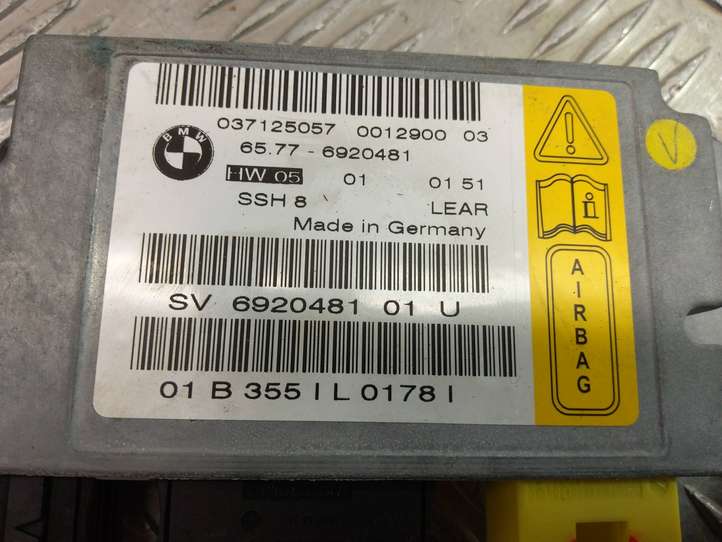 037125057 0012900 03
BMW
65.77 - 6920481
HW 05 01 01 51
SSH 8 LEAR
Made in Germany
SV 6920481 01 U
01 B 355 I L 0178 I
AIRBAG
i
V